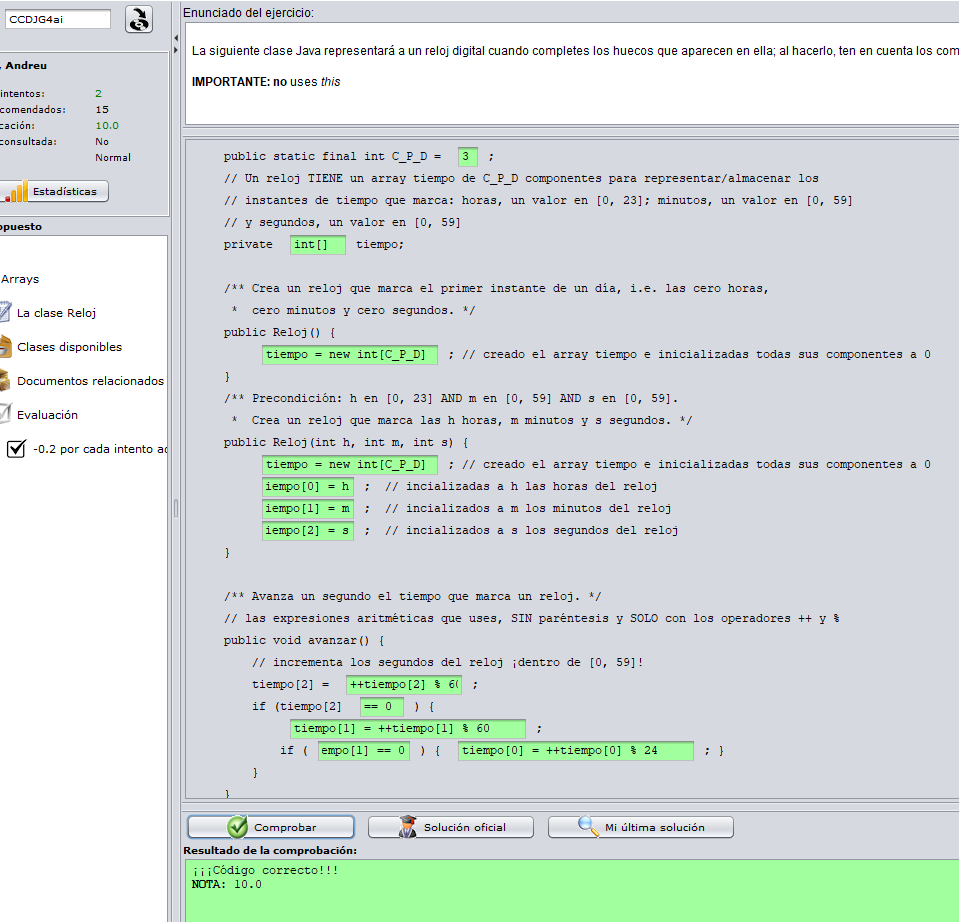 CCDJG4ai
, Andreu
intentos: 2
comendados: 15
cación: 10.0
consultada: No
Normal
Estadísticas
opuesto
Arrays
La clase Reloj
Clases disponibles
Documentos relacionados
Evaluación
-0.2 por cada intento ad
Enunciado del ejercicio:
La siguiente clase Java representará a un reloj digital cuando completes los huecos que aparecen en ella; al hacerlo, ten en cuenta los com
IMPORTANTE: no uses this
public static final int C_P_D = 3 ;
// Un reloj TIENE un array tiempo de C_P_D componentes para representar/almacenar los
// instantes de tiempo que marca: horas, un valor en [0, 23]; minutos, un valor en [0, 59]
// y segundos, un valor en [0, 59]
private int[] tiempo;
/** Crea un reloj que marca el primer instante de un día, i.e. las cero horas,
* cero minutos y cero segundos. */
public Reloj() {
tiempo = new int[C_P_D] ; // creado el array tiempo e inicializadas todas sus componentes a 0
}
/** Precondición: h en [0, 23] AND m en [0, 59] AND s en [0, 59].
* Crea un reloj que marca las h horas, m minutos y s segundos. */
public Reloj(int h, int m, int s) {
tiempo = new int[C_P_D] ; // creado el array tiempo e inicializadas todas sus componentes a 0
iempo[0] = h ; // incializadas a h las horas del reloj
iempo[1] = m ; // incializados a m los minutos del reloj
iempo[2] = s ; // incializados a s los segundos del reloj
}
/** Avanza un segundo el tiempo que marca un reloj. */
// las expresiones aritméticas que uses, SIN paréntesis y SOLO con los operadores ++ y %
public void avanzar() {
// incrementa los segundos del reloj ¡dentro de [0, 59]!
tiempo[2] = ++tiempo[2] % 60 ;
if (tiempo[2] == 0 ) {
tiempo[1] = ++tiempo[1] % 60 ;
if ( empo[1] == 0 ) { tiempo[0] = ++tiempo[0] % 24 ; }
}
}
Comprobar
Solución oficial
Mi última solución
Resultado de la comprobación:
¡¡¡Código correcto!!!
NOTA: 10.0